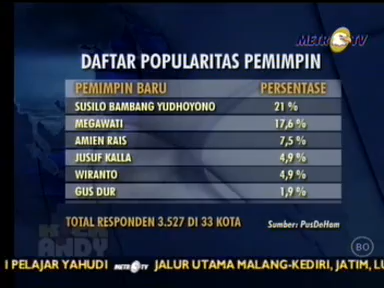 METRO TV
DAFTAR POPULARITAS PEMIMPIN
PEMIMPIN BARU PERSENTASE
SUSILO BAMBANG YUDHOYONO 21 %
MEGAWATI 17,6 %
AMIEN RAIS 7,5 %
JUSUF KALLA 4,9 %
WIRANTO 4,9 %
GUS DUR 1,9 %
TOTAL RESPONDEN 3.527 DI 33 KOTA
Sumber: PusDeHam
KICK
ANDY
BO
I PELAJAR YAHUDI METRO TV JALUR UTAMA MALANG-KEDIRI, JATIM, LU